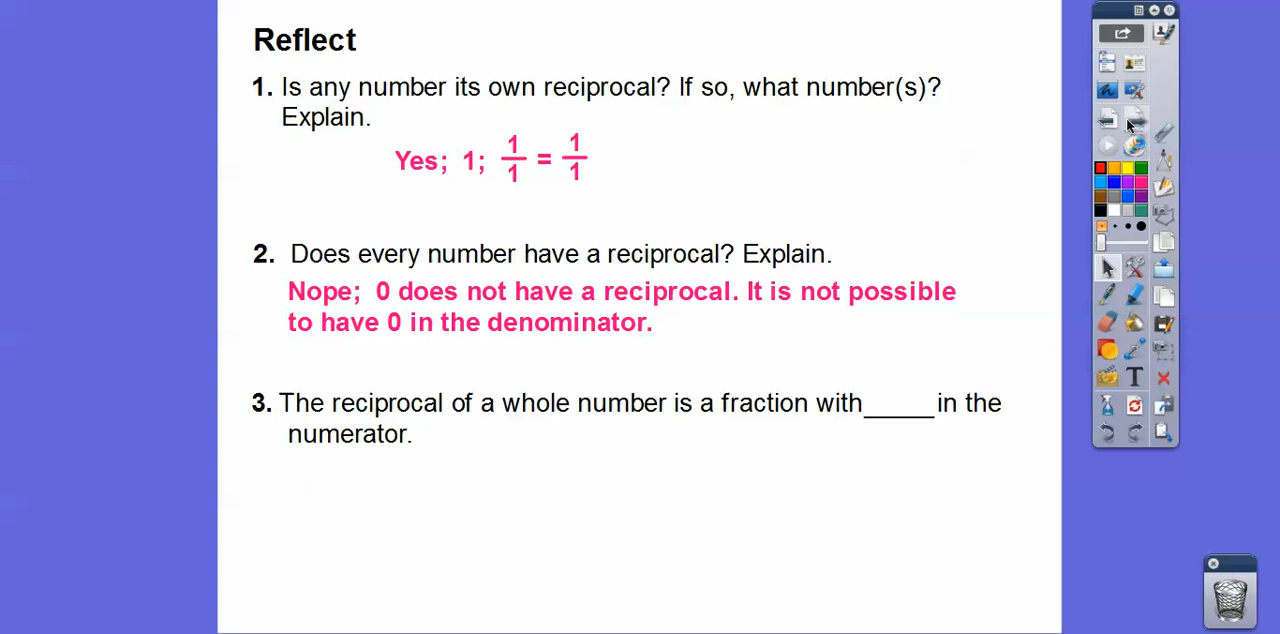 Reflect
1. Is any number its own reciprocal? If so, what number(s)?
Explain.
Yes; 1; 1/1 = 1/1
2. Does every number have a reciprocal? Explain.
Nope; 0 does not have a reciprocal. It is not possible
to have 0 in the denominator.
3. The reciprocal of a whole number is a fraction with_____in the
numerator.
T